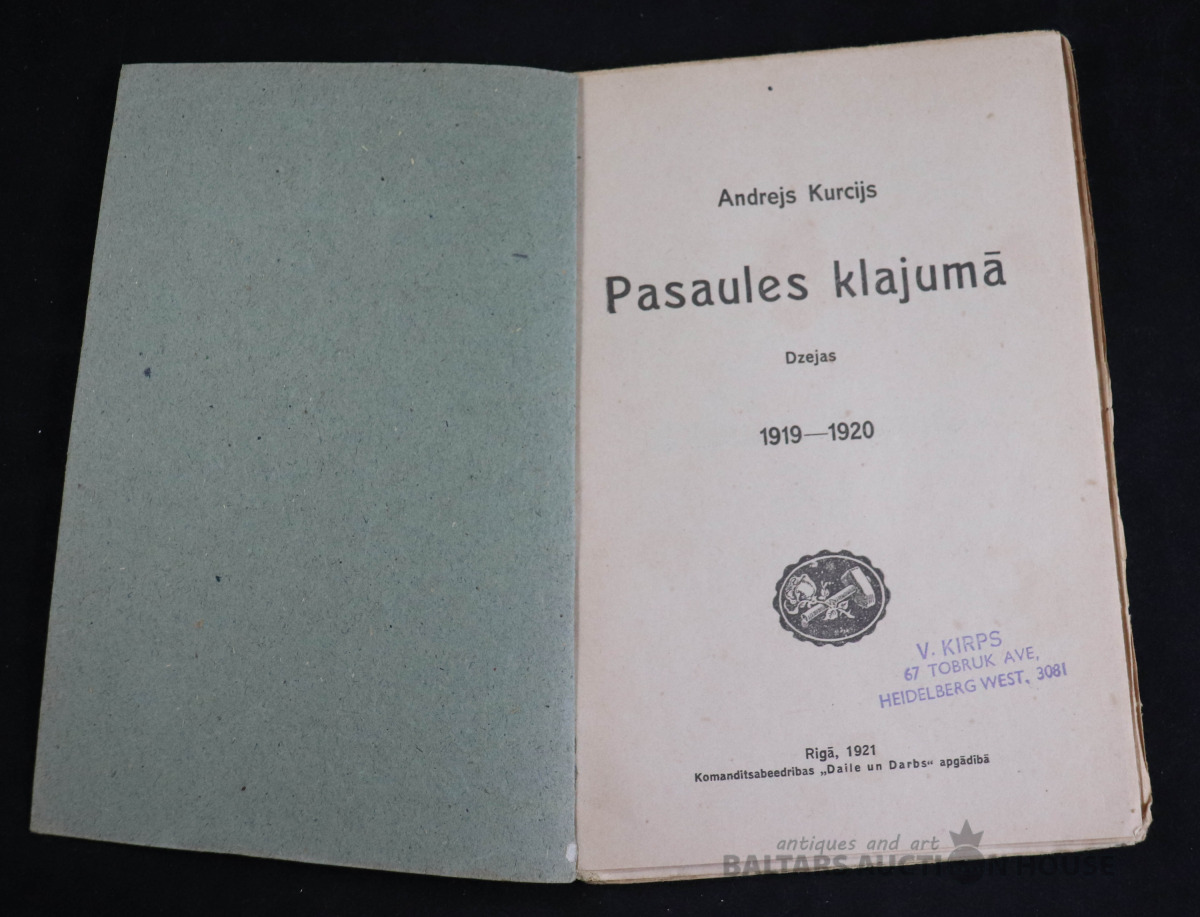 Andrejs Kurcijs
Pasaules klajumā
Dzejas
1919—1920
V. KIRPS
67 TOBRUK AVE,
HEIDELBERG WEST. 3081
Rigā, 1921
Komandītsabeedribas „Daile un Darbs“ apgādībā
antiques and art
BALTARS AUCTION HOUSE